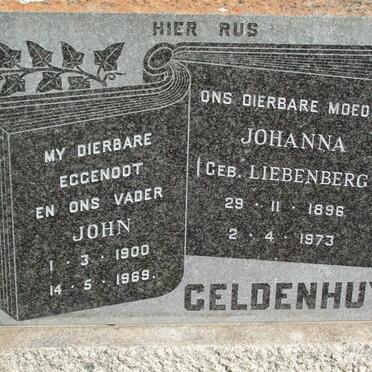 HIER RUS
MY DIERBARE
EGGENOOT
EN ONS VADER
JOHN
1 · 3 · 1900
14 · 5 · 1969.
ONS DIERBARE MOED
JOHANNA
(GEB. LIEBENBERG
29 · 11 · 1896
2 · 4 · 1973
GELDENHUY